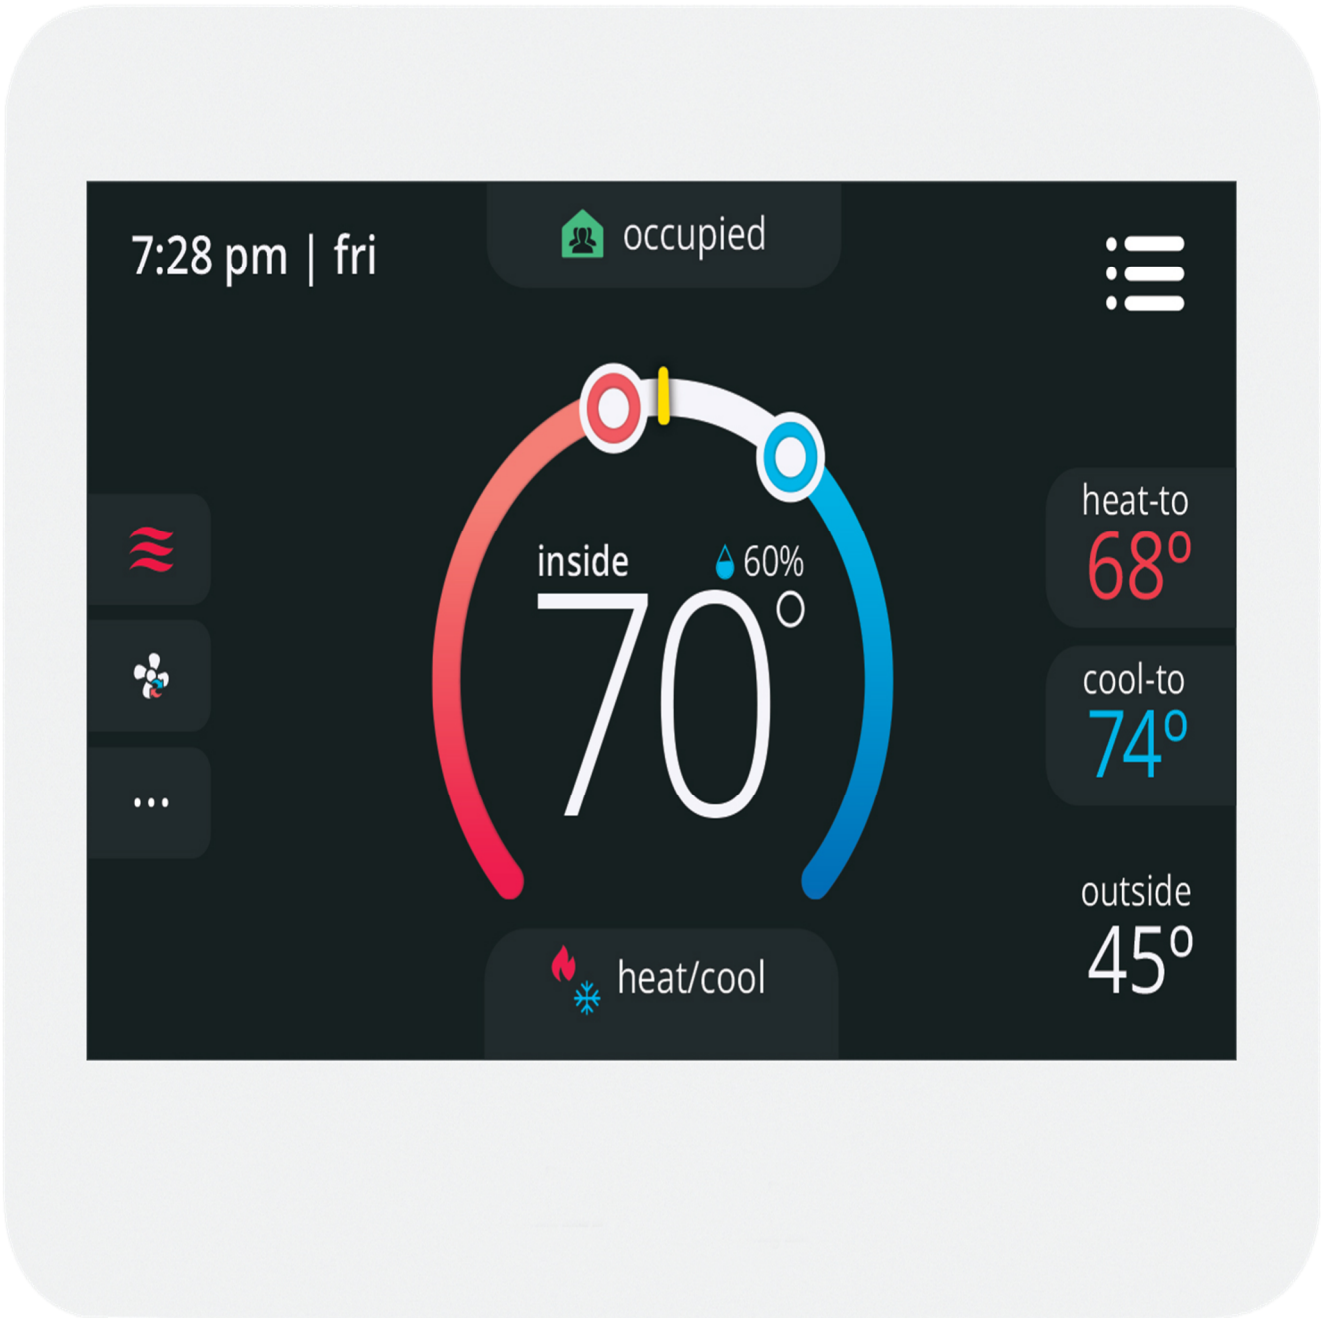 7:28 pm | fri
occupied
inside
60%
70°
heat-to
68°
cool-to
74°
outside
45°
heat/cool